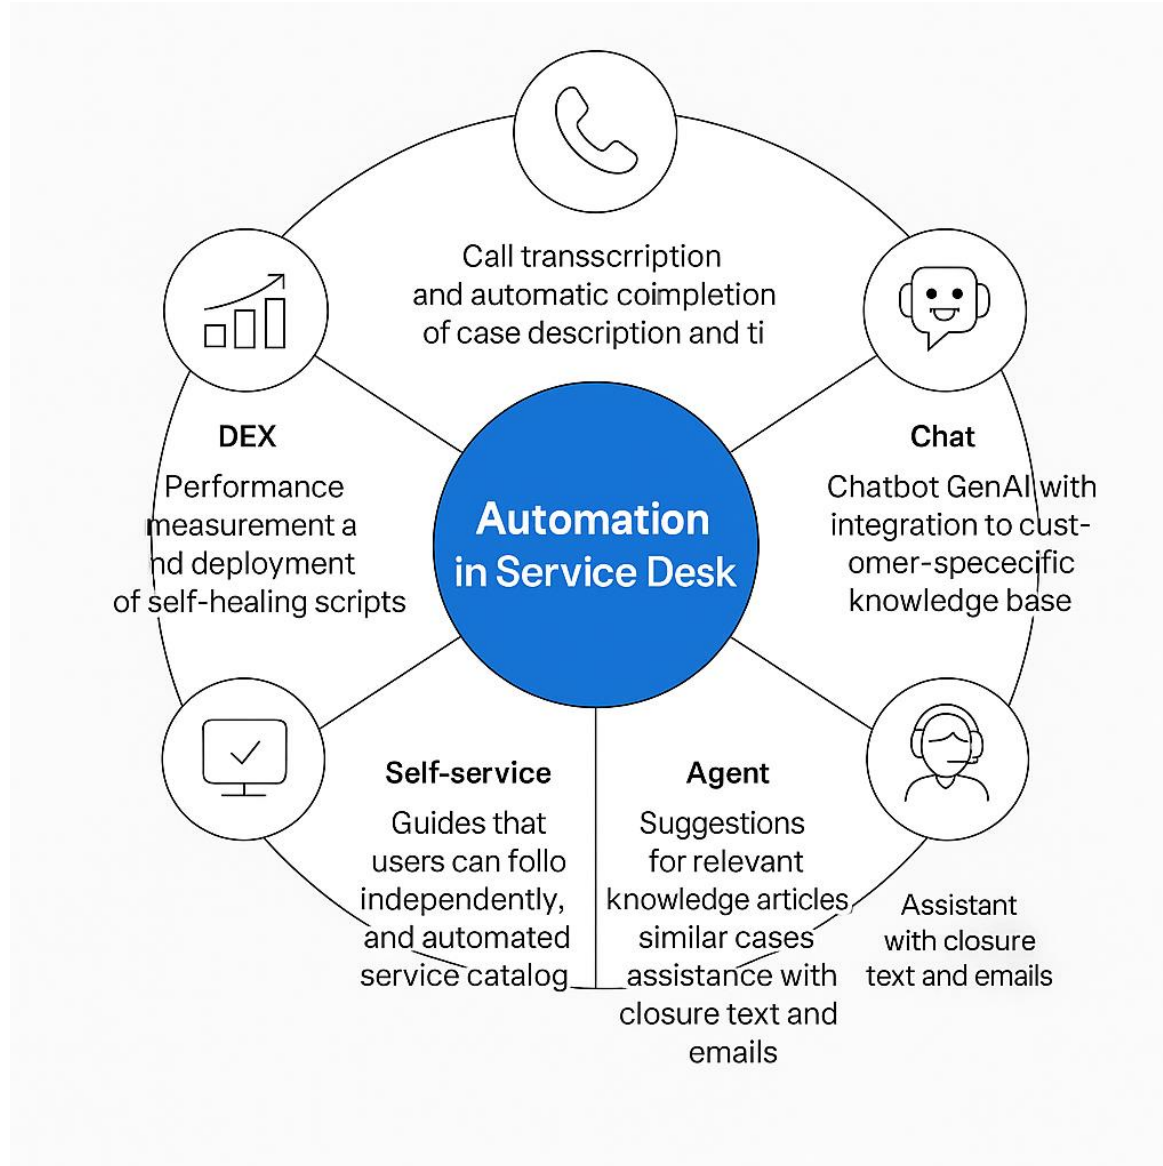 Call transscrription
and automatic coimpletion
of case description and ti
DEX
Performance
measurement a
nd deployment
of self-healing scripts
Automation
in Service Desk
Chat
Chatbot GenAI with
integration to cust-
omer-spececific
knowledge base
Self-service
Guides that
users can follo
independently,
and automated
service catalog
Agent
Suggestions
for relevant
knowledge articles,
similar cases
assistance with
closure text and
emails
Assistant
with closure
text and emails